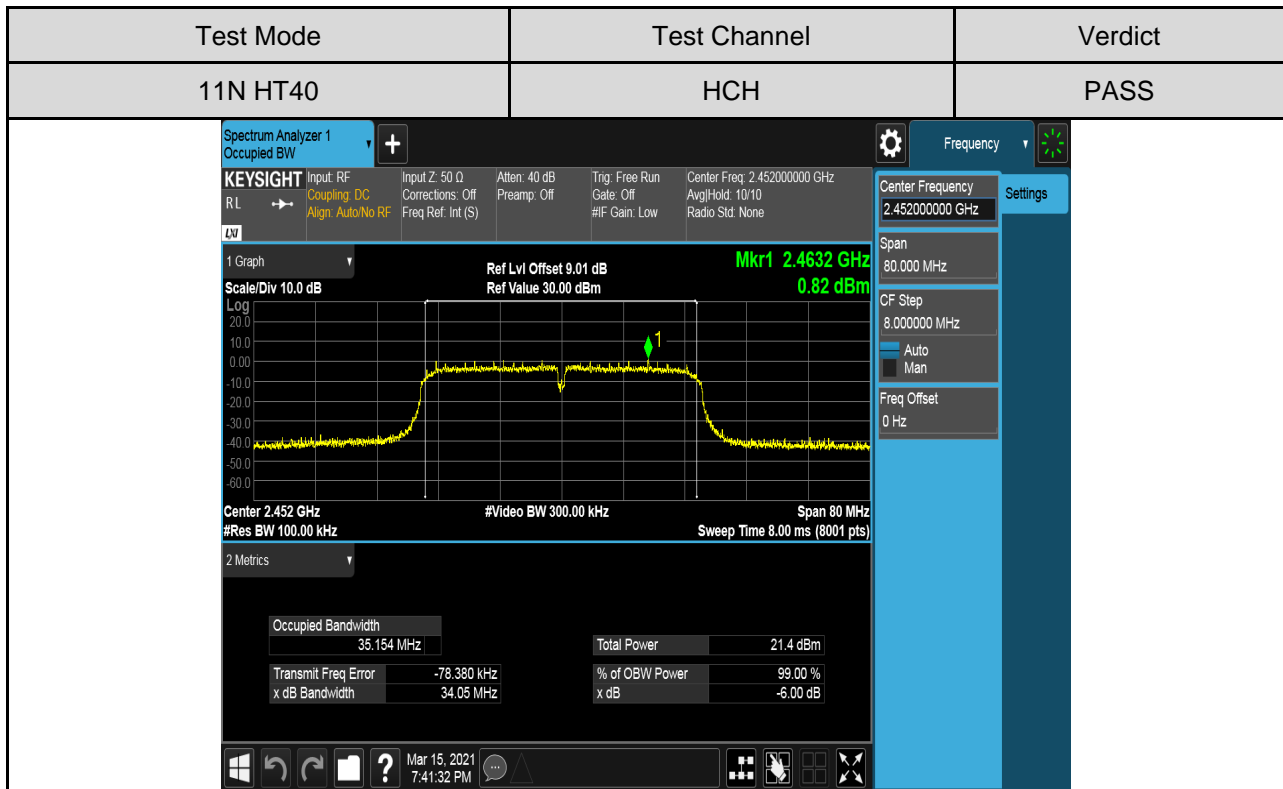 Test Mode Test Channel Verdict
11N HT40 HCH PASS
Spectrum Analyzer 1
Occupied BW
+
Frequency
KEYSIGHT
R L
LXI
Input: RF
Coupling: DC
Align: Auto/No RF
Input Z: 50 Ω
Corrections: Off
Freq Ref: Int (S)
Atten: 40 dB
Preamp: Off
Trig: Free Run
Gate: Off
#IF Gain: Low
Center Freq: 2.452000000 GHz
Avg|Hold: 10/10
Radio Std: None
Center Frequency
2.452000000 GHz
Settings
Span
80.000 MHz
CF Step
8.000000 MHz
Auto
Man
Freq Offset
0 Hz
1 Graph
Scale/Div 10.0 dB
Ref Lvl Offset 9.01 dB
Ref Value 30.00 dBm
Mkr1 2.4632 GHz
0.82 dBm
Log
20.0
10.0
0.00
-10.0
-20.0
-30.0
-40.0
-50.0
-60.0
1
Center 2.452 GHz
#Res BW 100.00 kHz
#Video BW 300.00 kHz
Span 80 MHz
Sweep Time 8.00 ms (8001 pts)
2 Metrics
Occupied Bandwidth
35.154 MHz
Total Power 21.4 dBm
Transmit Freq Error -78.380 kHz
% of OBW Power 99.00 %
x dB Bandwidth 34.05 MHz
x dB -6.00 dB
?
Mar 15, 2021
7:41:32 PM